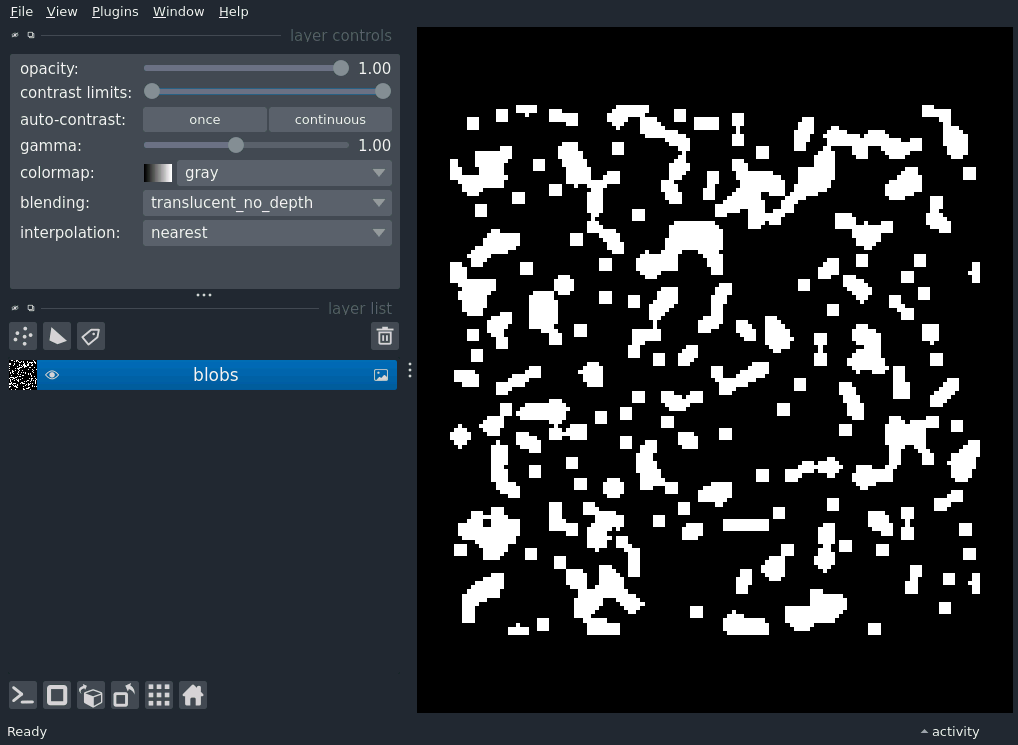 File View Plugins Window Help
layer controls
opacity: 1.00
contrast limits:
auto-contrast: once continuous
gamma: 1.00
colormap: gray
blending: translucent_no_depth
interpolation: nearest
layer list
blobs
Ready activity